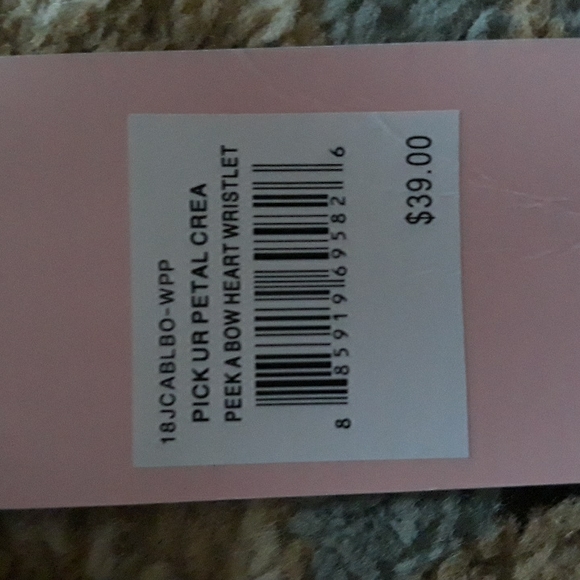 18JCABLBO-WPP
PICK UR PETAL CREA
PEEK A BOW HEART WRISTLET
8 85919 69582 6
$39.00